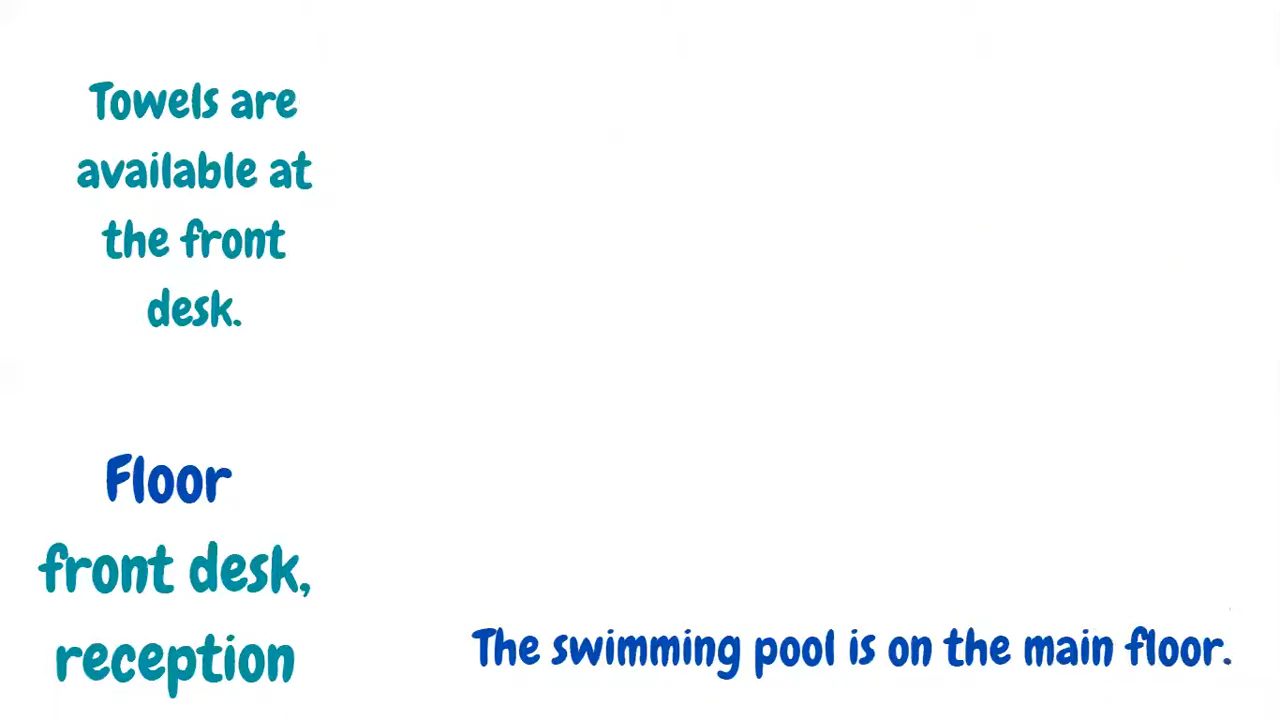 Towels are
available at
the front
desk.
Floor
front desk,
reception
The swimming pool is on the main floor.